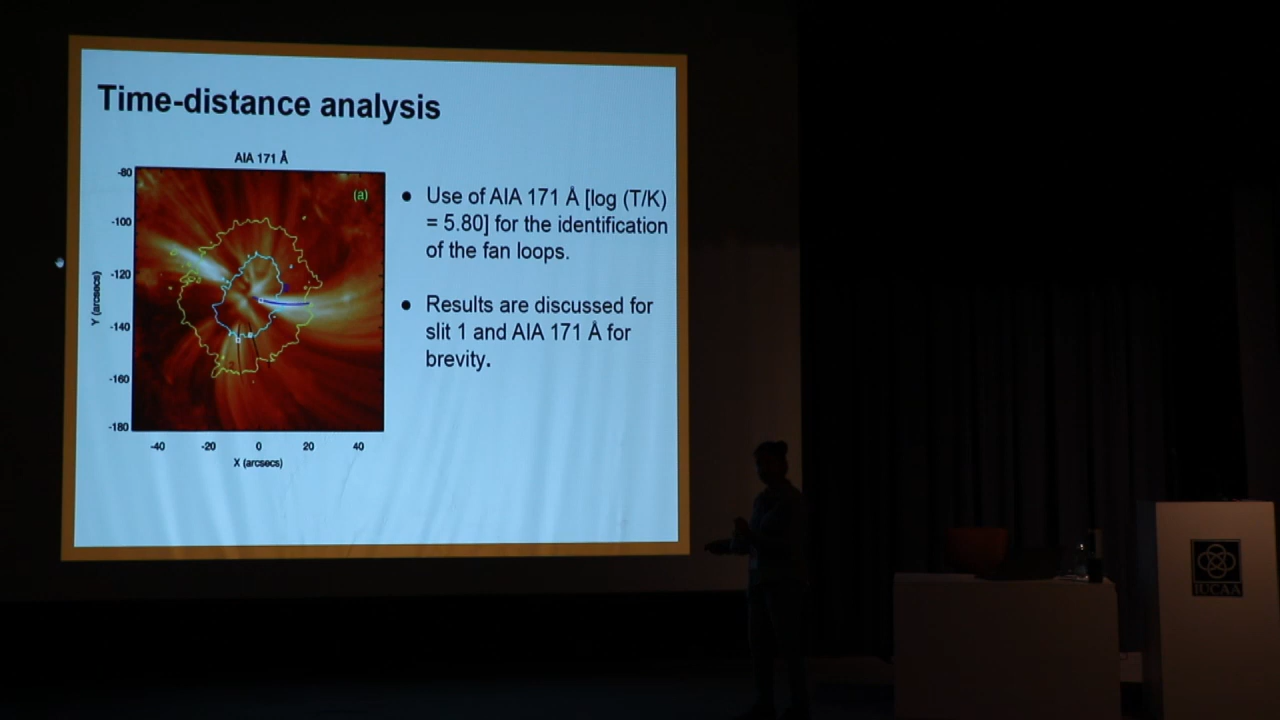 Time-distance analysis
AIA 171 Å
(a)
-80
-100
-120
-140
-160
-180
Y (arcsecs)
-40 -20 0 20 40
X (arcsecs)
● Use of AIA 171 Å [log (T/K)
= 5.80] for the identification
of the fan loops.
● Results are discussed for
slit 1 and AIA 171 Å for
brevity.
IUCAA